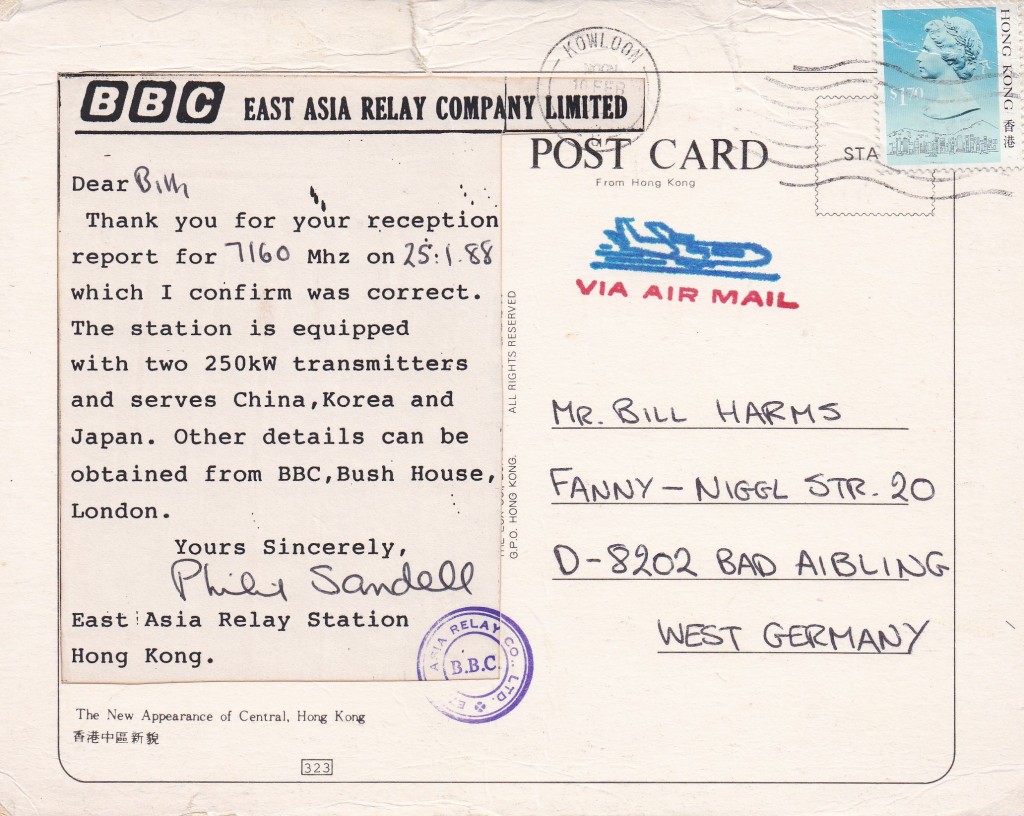 BBC EAST ASIA RELAY COMPANY LIMITED
Dear Bill,
Thank you for your reception
report for 7160 Mhz on 25.1.88
which I confirm was correct.
The station is equipped
with two 250kW transmitters
and serves China,Korea and
Japan. Other details can be
obtained from BBC,Bush House,
London.
Yours Sincerely,
Philip Sandell
East Asia Relay Station
Hong Kong.
ASIA RELAY CO., LTD.
B.B.C.
The New Appearance of Central, Hong Kong
香港中區新貌
323
ALL RIGHTS RESERVED
G.P.O. HONG KONG.
KOWLOON
10 FEB
POST CARD
From Hong Kong
STA
HONG KONG 香港
$1.70
VIA AIR MAIL
MR. BILL HARMS
FANNY-NIGGL STR. 20
D-8202 BAD AIBLING
WEST GERMANY